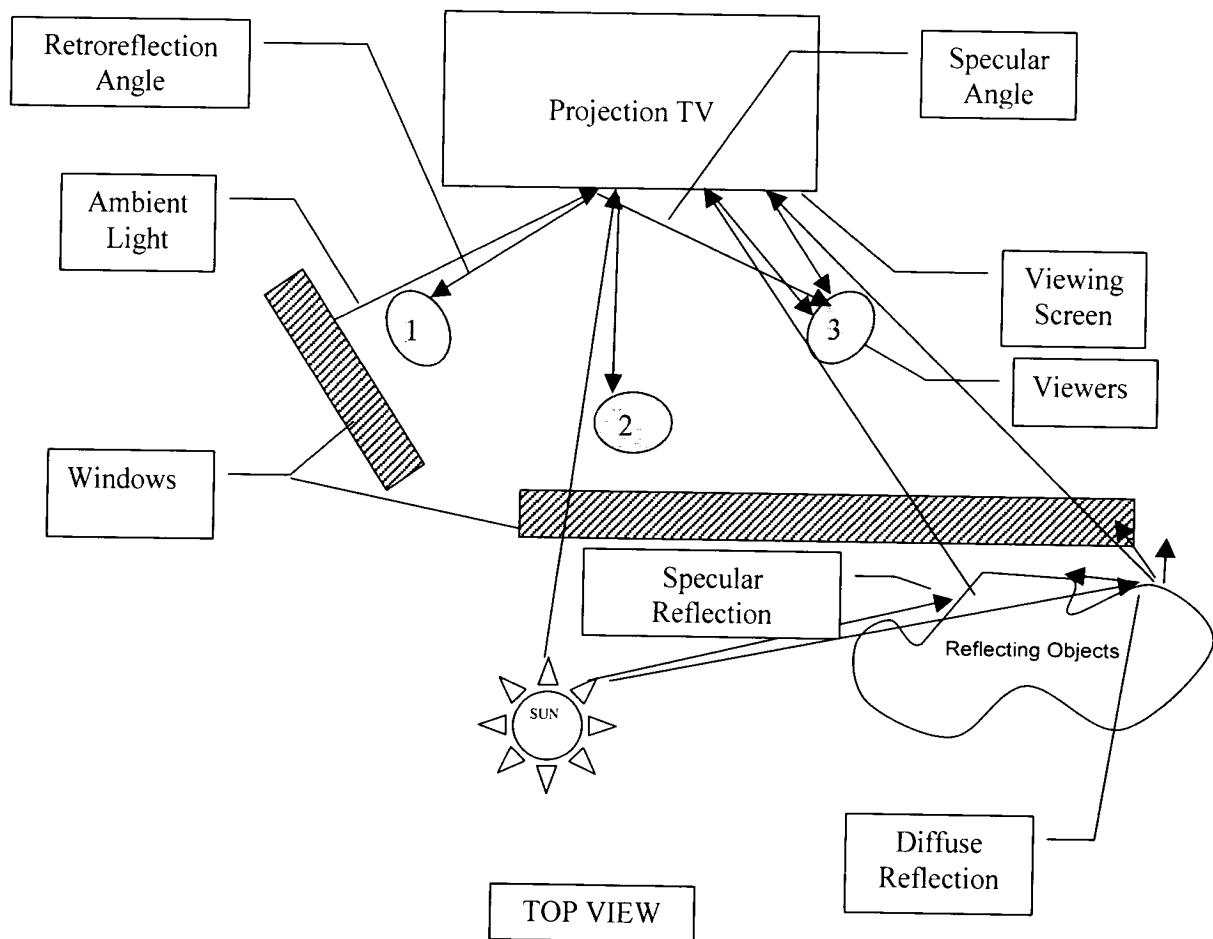 Retroreflection
Angle
Projection TV
Specular
Angle
Ambient
Light
Viewing
Screen
1
3
Viewers
2
Windows
Specular
Reflection
Reflecting Objects
SUN
Diffuse
Reflection
TOP VIEW